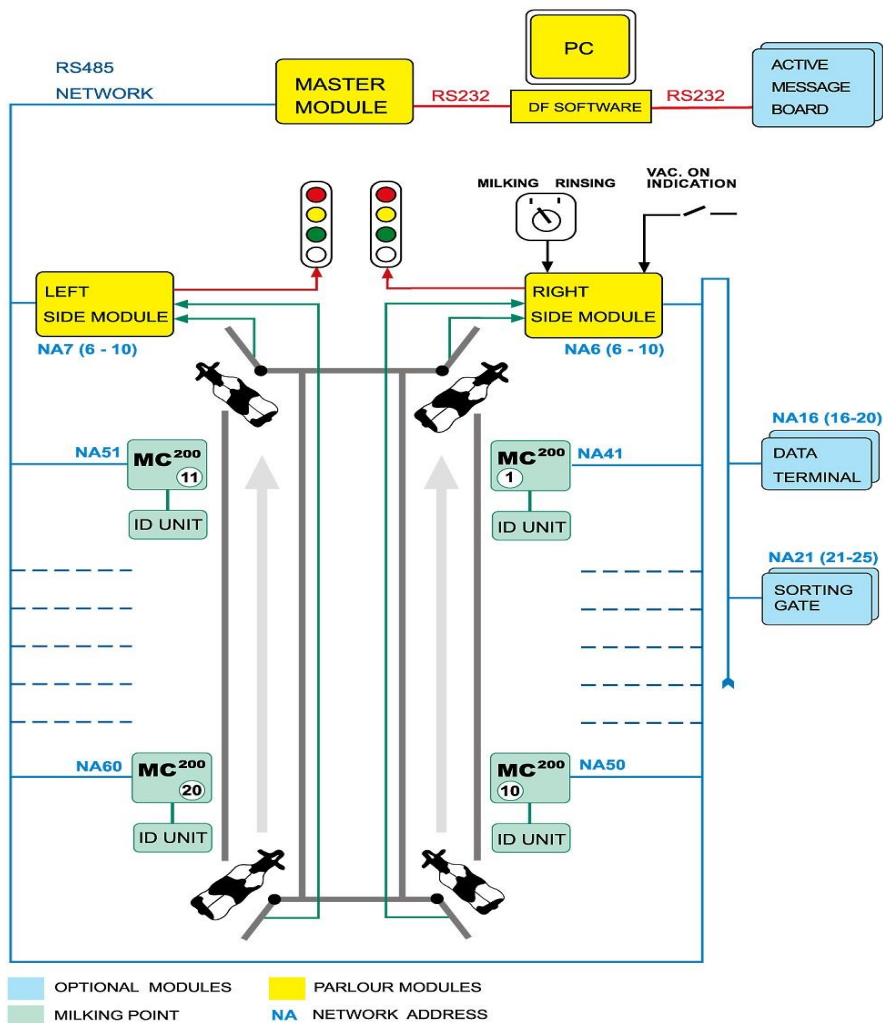 PC
RS485
NETWORK
MASTER
MODULE
RS232
DF SOFTWARE
RS232
ACTIVE
MESSAGE
BOARD
MILKING RINSING
VAC. ON
INDICATION
LEFT
SIDE MODULE
RIGHT
SIDE MODULE
NA7 (6 - 10)
NA6 (6 - 10)
NA16 (16-20)
DATA
TERMINAL
NA51
MC200
11
ID UNIT
MC200
1
NA41
ID UNIT
NA21 (21-25)
SORTING
GATE
NA60
MC200
20
ID UNIT
MC200
10
NA50
ID UNIT
OPTIONAL MODULES
PARLOUR MODULES
MILKING POINT
NA NETWORK ADDRESS